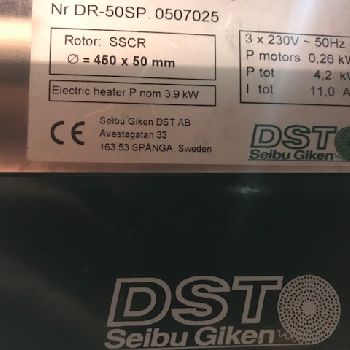 Nr DR-50SP. 0507025
Rotor: SSCR
Ø = 450 x 50 mm
Electric heater P nom 3,9 kW
3 x 230V ~ 50Hz
P motors 0,26 kW
P tot 4,2 k
I tot 11,0 A
CE
Seibu Giken DST AB
Avestagatan 33
163 53 SPÅNGA, Sweden
DST
Seibu Giken
DST
Seibu Giken